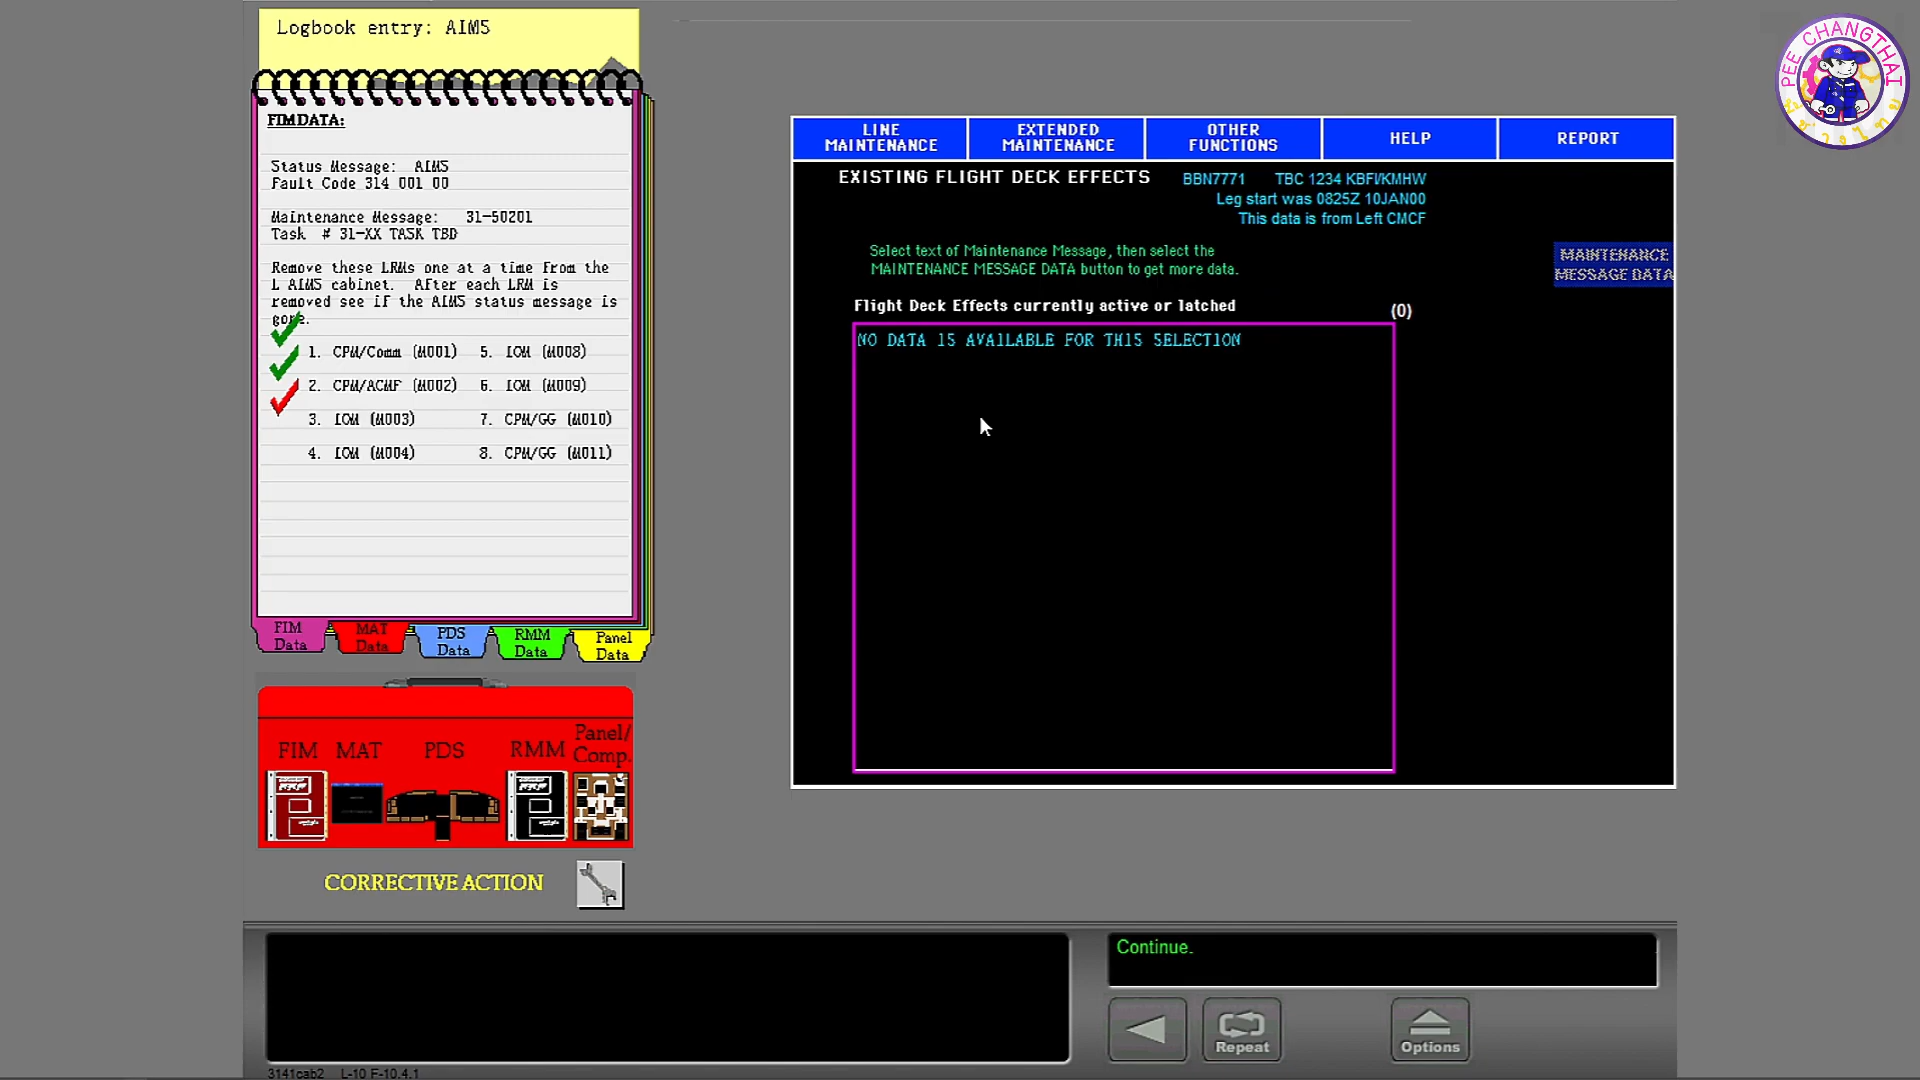 Logbook entry: AIMS
FIMDATA:
Status Message: AIMS
Fault Code 314 001 00
Maintenance Message: 31-50201
Task # 31-XX TASK TBD
Remove these LRMs one at a time from the
L AIMS cabinet. After each LRM is
removed see if the AIMS status message is
gone.
1. CPM/Comm (M001) 5. IOM (M008)
2. CPM/ACMF (M002) 6. IOM (M009)
3. IOM (M003) 7. CPM/GG (M010)
4. IOM (M004) 8. CPM/GG (M011)
FIM Data
MAT Data
PDS Data
RMM Data
Panel Data
FIM MAT PDS RMM Panel/ Comp.
CORRECTIVE ACTION
LINE MAINTENANCE
EXTENDED MAINTENANCE
OTHER FUNCTIONS
HELP
REPORT
EXISTING FLIGHT DECK EFFECTS
BBN7771 TBC 1234 KBFI/KMHW
Leg start was 0825Z 10JAN00
This data is from Left CMCF
Select text of Maintenance Message, then select the
MAINTENANCE MESSAGE DATA button to get more data.
MAINTENANCE
MESSAGE DATA
Flight Deck Effects currently active or latched (0)
NO DATA IS AVAILABLE FOR THIS SELECTION
Continue.
Repeat
Options
3141cab2 L-10 F-10.4.1
PEE CHANGTHAI